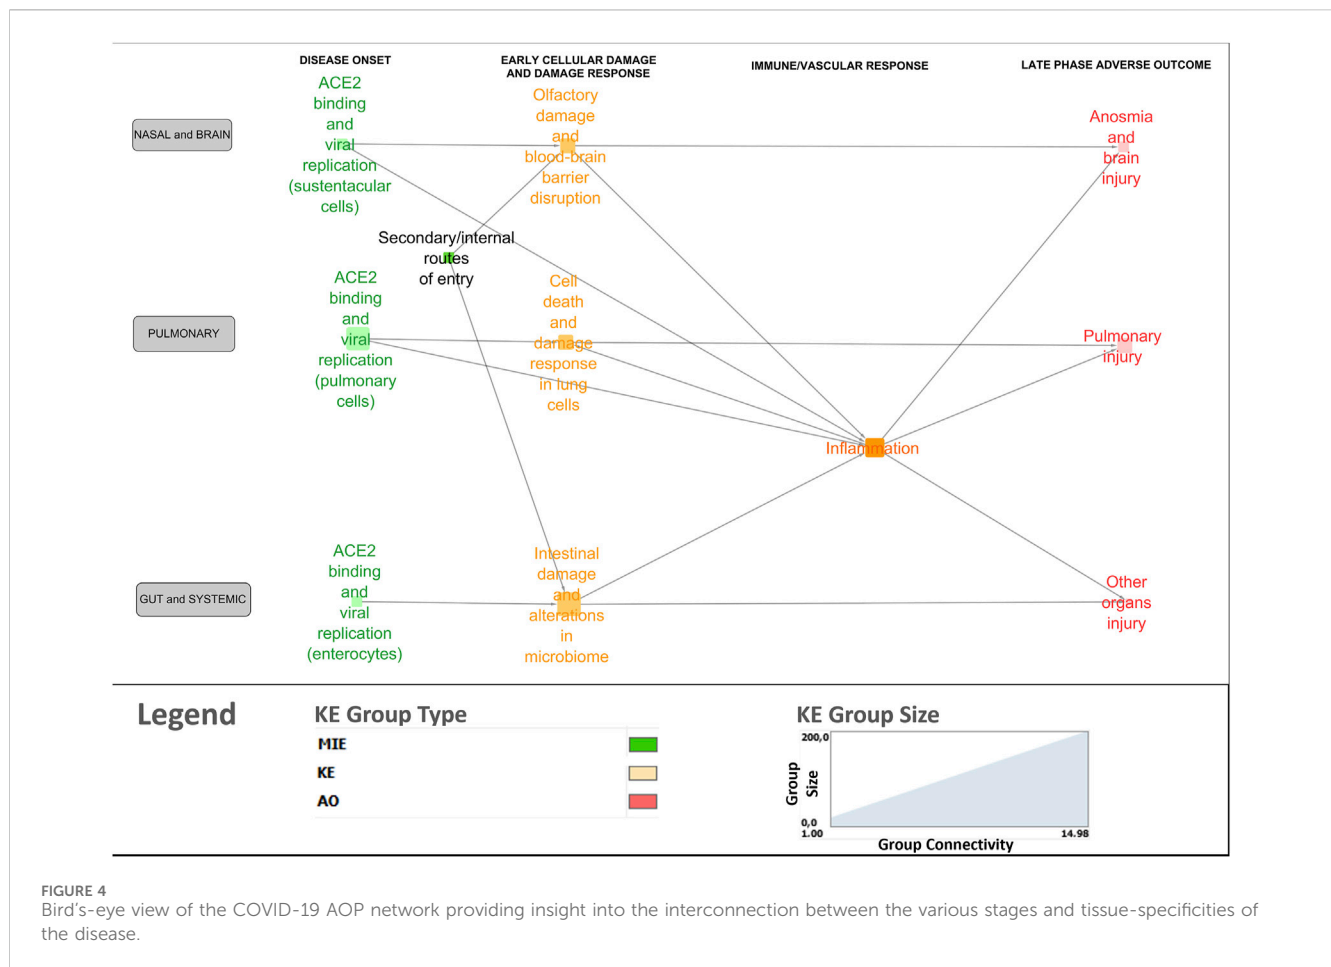 DISEASE ONSET
EARLY CELLULAR DAMAGE
AND DAMAGE RESPONSE
IMMUNE/VASCULAR RESPONSE
LATE PHASE ADVERSE OUTCOME
NASAL and BRAIN
ACE2
binding
and
viral
replication
(sustentacular
cells)
Olfactory
damage
and
blood-brain
barrier
disruption
Anosmia
and
brain
injury
Secondary/internal
routes
of entry
PULMONARY
ACE2
binding
and
viral
replication
(pulmonary
cells)
Cell
death
and
damage
response
in lung
cells
Pulmonary
injury
Inflammation
GUT and SYSTEMIC
ACE2
binding
and
viral
replication
(enterocytes)
Intestinal
damage
and
alterations
in
microbiome
Other
organs
injury
Legend
KE Group Type
MIE
KE
AO
KE Group Size
200,0
Group
Size
0,0
1.00
14.98
Group Connectivity
FIGURE 4
Bird's-eye view of the COVID-19 AOP network providing insight into the interconnection between the various stages and tissue-specificities of
the disease.